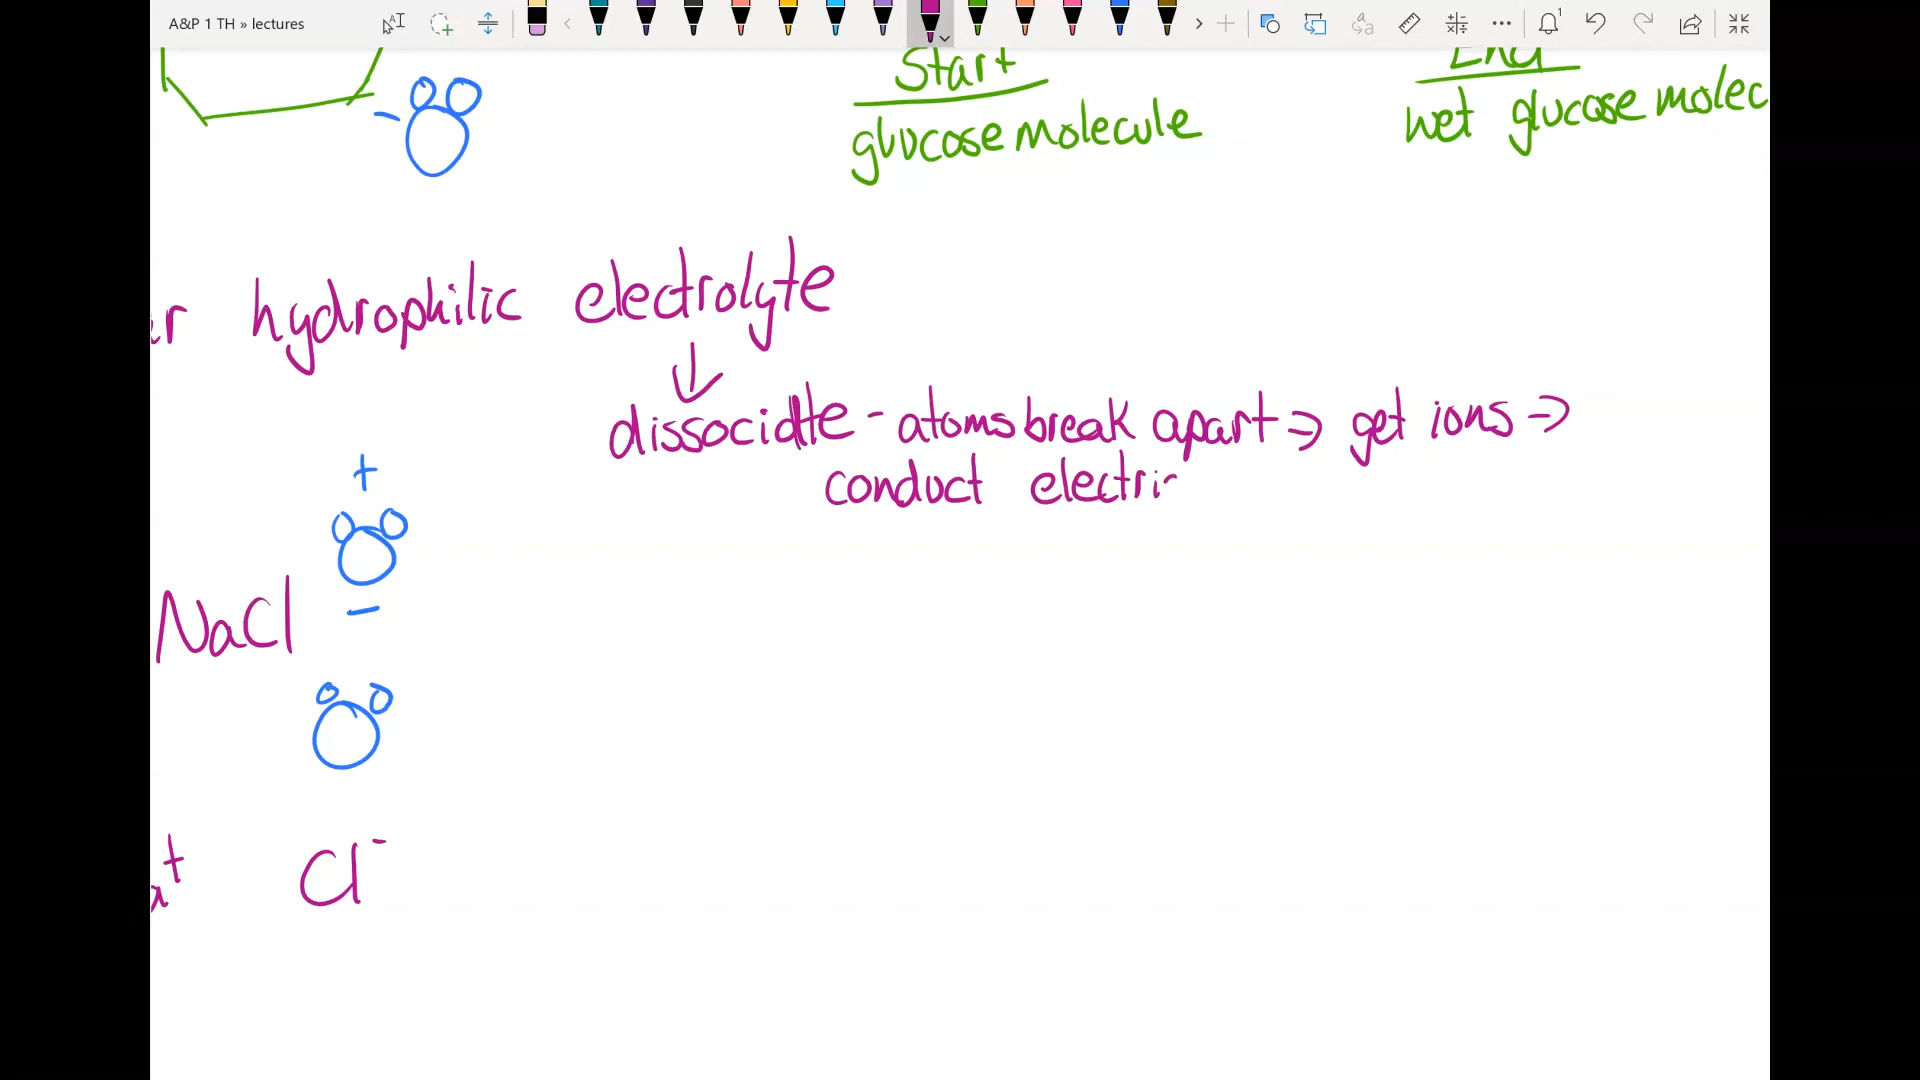 A&P 1 TH » lectures
Start
glucose molecule
wet glucose molec
hydrophilic electrolyte
dissociate - atoms break apart => get ions =>
conduct electri
+
NaCl
Cl⁻